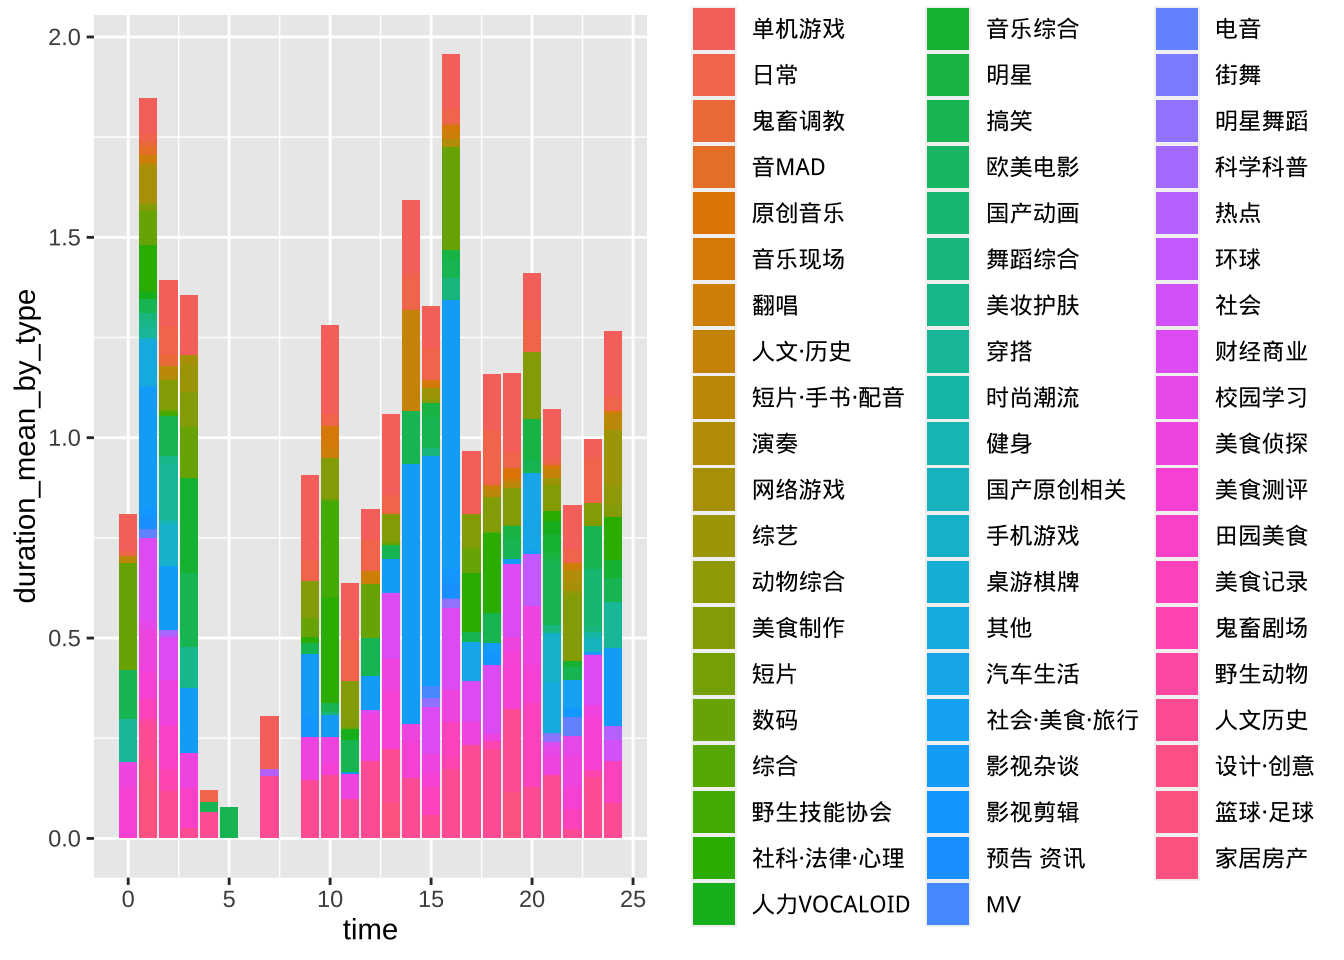 2.0
1.5
1.0
0.5
0.0
duration_mean_by_type
0
5
10
15
20
25
time
单机游戏
日常
鬼畜调教
音MAD
原创音乐
音乐现场
翻唱
人文·历史
短片·手书·配音
演奏
网络游戏
综艺
动物综合
美食制作
短片
数码
综合
野生技能协会
社科·法律·心理
人力VOCALOID
音乐综合
明星
搞笑
欧美电影
国产动画
舞蹈综合
美妆护肤
穿搭
时尚潮流
健身
国产原创相关
手机游戏
桌游棋牌
其他
汽车生活
社会·美食·旅行
影视杂谈
影视剪辑
预告 资讯
MV
电音
街舞
明星舞蹈
科学科普
热点
环球
社会
财经商业
校园学习
美食侦探
美食测评
田园美食
美食记录
鬼畜剧场
野生动物
人文历史
设计·创意
篮球·足球
家居房产